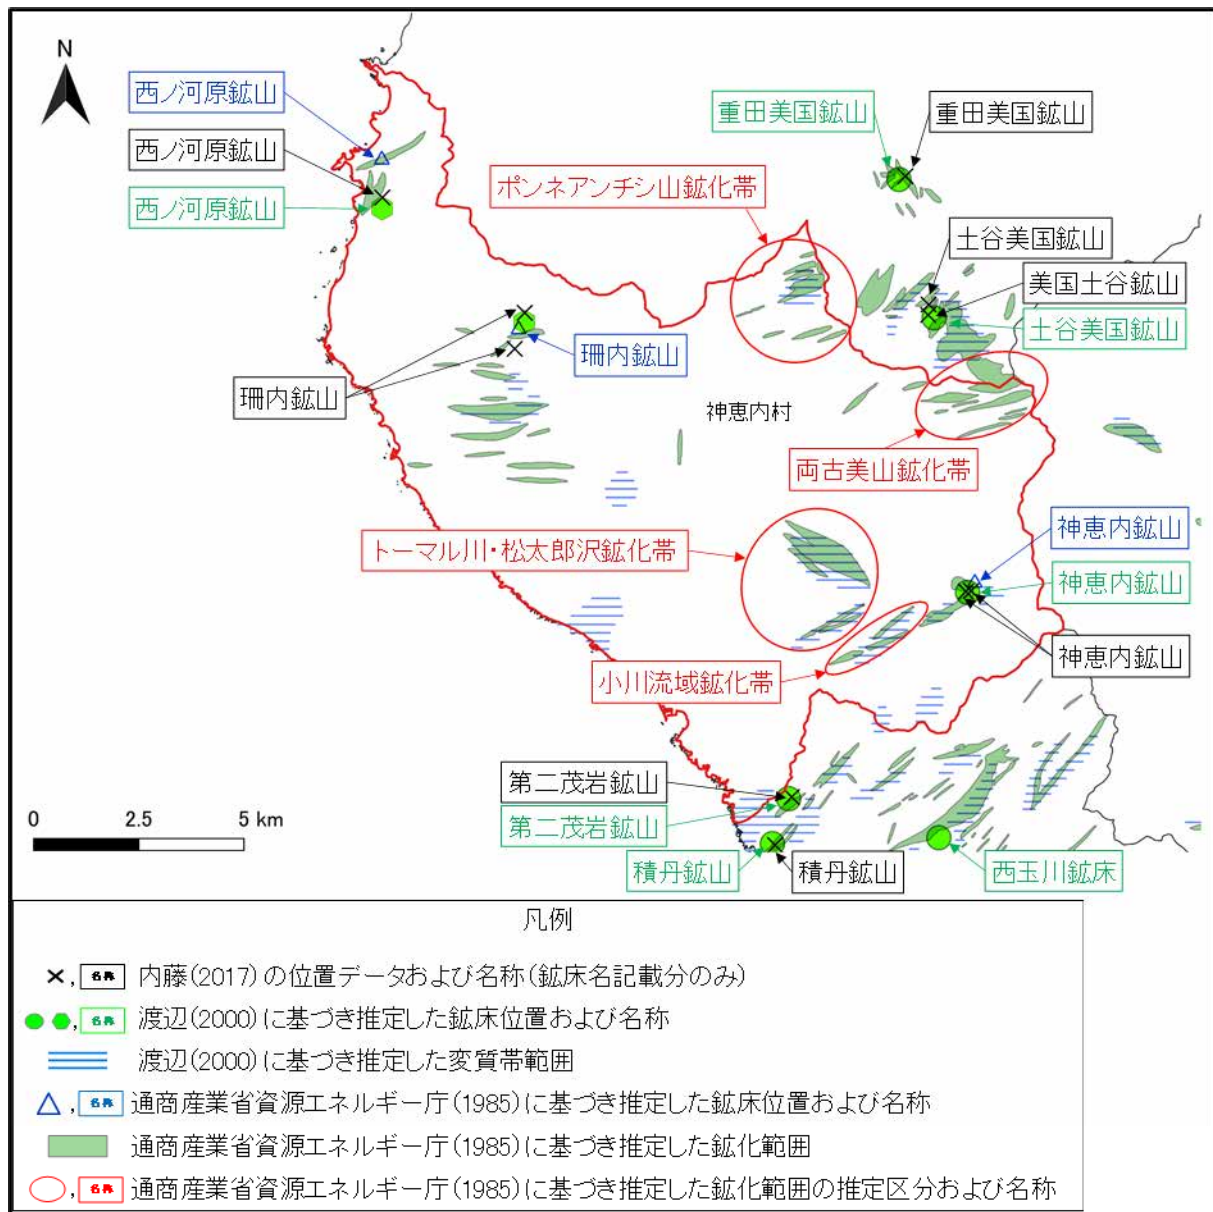 N
西ノ河原鉱山
西ノ河原鉱山
西ノ河原鉱山
重田美国鉱山
重田美国鉱山
ポンネアンチシ山鉱化帯
土谷美国鉱山
美国土谷鉱山
土谷美国鉱山
珊内鉱山
珊内鉱山
神恵内村
両古美山鉱化帯
トーマル川・松太郎沢鉱化帯
神恵内鉱山
神恵内鉱山
神恵内鉱山
小川流域鉱化帯
第二茂岩鉱山
第二茂岩鉱山
積丹鉱山
積丹鉱山
西玉川鉱床
0 2.5 5 km
凡例
×, 名称 内藤(2017)の位置データおよび名称(鉱床名記載分のみ)
, 名称 渡辺(2000)に基づき推定した鉱床位置および名称
渡辺(2000)に基づき推定した変質帯範囲
, 名称 通商産業省資源エネルギー庁(1985)に基づき推定した鉱床位置および名称
通商産業省資源エネルギー庁(1985)に基づき推定した鉱化範囲
, 名称 通商産業省資源エネルギー庁(1985)に基づき推定した鉱化範囲の推定区分および名称